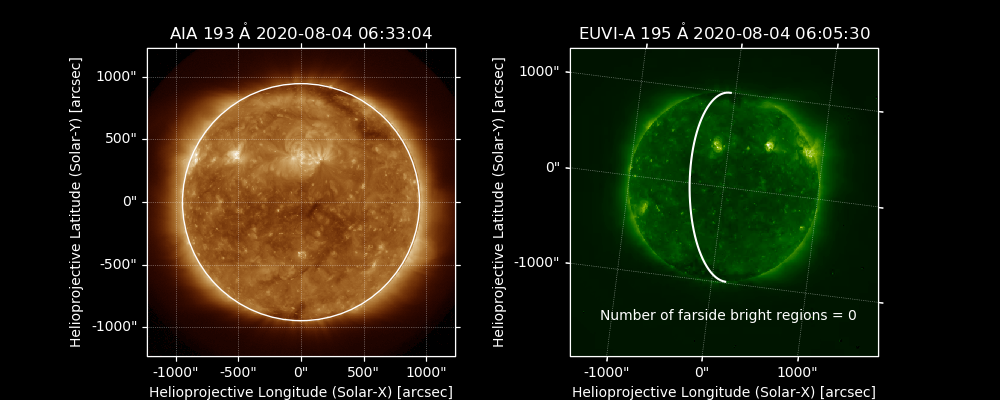 AIA 193 Å 2020-08-04 06:33:04
Helioprojective Latitude (Solar-Y) [arcsec]
1000"
500"
0"
-500"
-1000"
-1000" -500" 0" 500" 1000"
Helioprojective Longitude (Solar-X) [arcsec]
EUVI-A 195 Å 2020-08-04 06:05:30
Helioprojective Latitude (Solar-Y) [arcsec]
1000"
0"
-1000"
Number of farside bright regions = 0
-1000" 0" 1000"
Helioprojective Longitude (Solar-X) [arcsec]